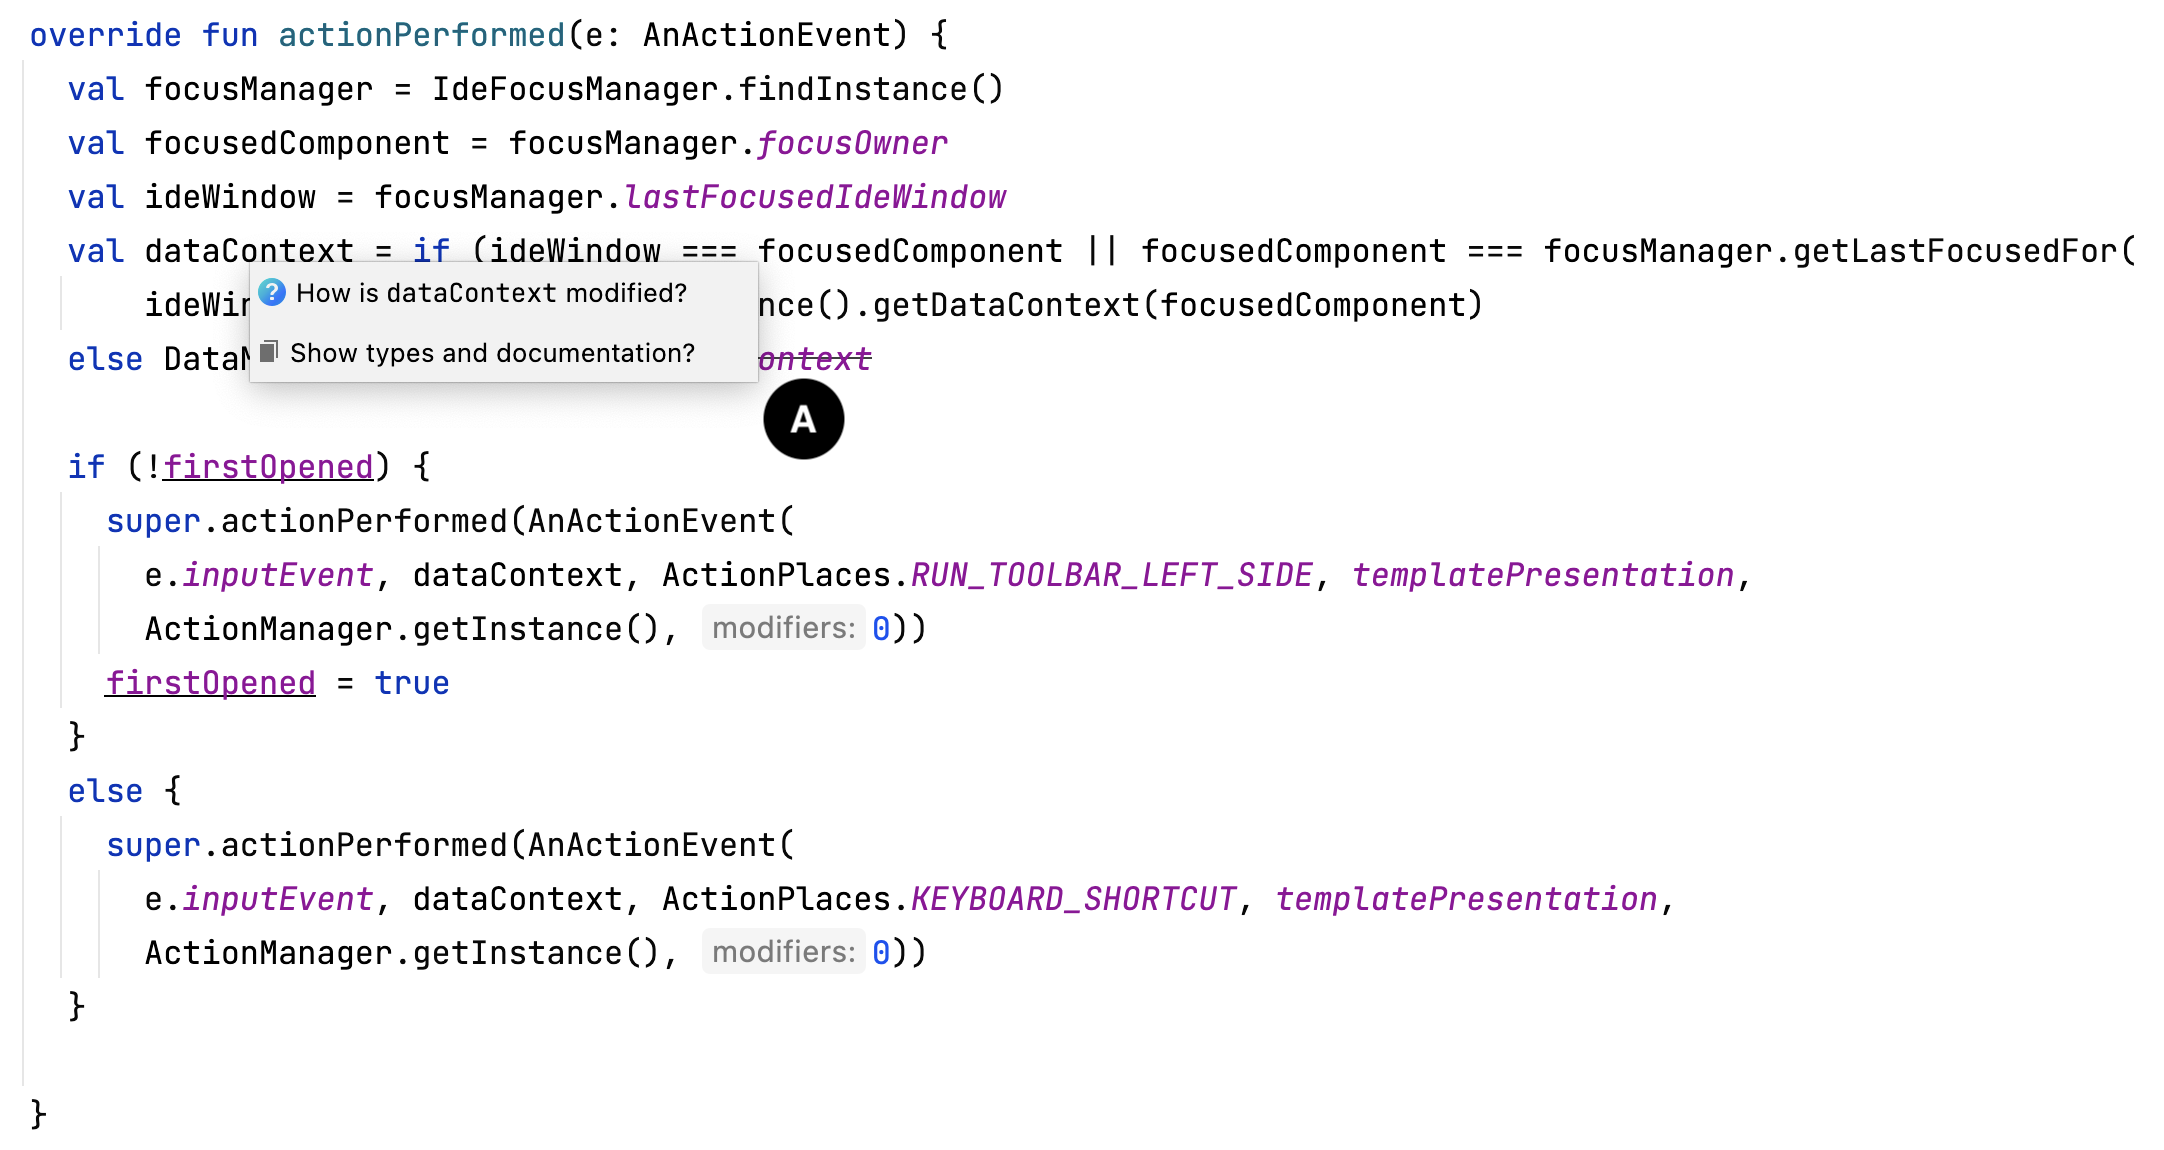 override fun actionPerformed(e: AnActionEvent) {
val focusManager = IdeFocusManager.findInstance()
val focusedComponent = focusManager.focusOwner
val ideWindow = focusManager.lastFocusedIdeWindow
val dataContext = if (ideWindow === focusedComponent || focusedComponent === focusManager.getLastFocusedFor(
How is dataContext modified?
ideWin nce().getDataContext(focusedComponent)
Show types and documentation?
else DataM ontext
A
if (!firstOpened) {
super.actionPerformed(AnActionEvent(
e.inputEvent, dataContext, ActionPlaces.RUN_TOOLBAR_LEFT_SIDE, templatePresentation,
ActionManager.getInstance(), modifiers: 0))
firstOpened = true
}
else {
super.actionPerformed(AnActionEvent(
e.inputEvent, dataContext, ActionPlaces.KEYBOARD_SHORTCUT, templatePresentation,
ActionManager.getInstance(), modifiers: 0))
}
}